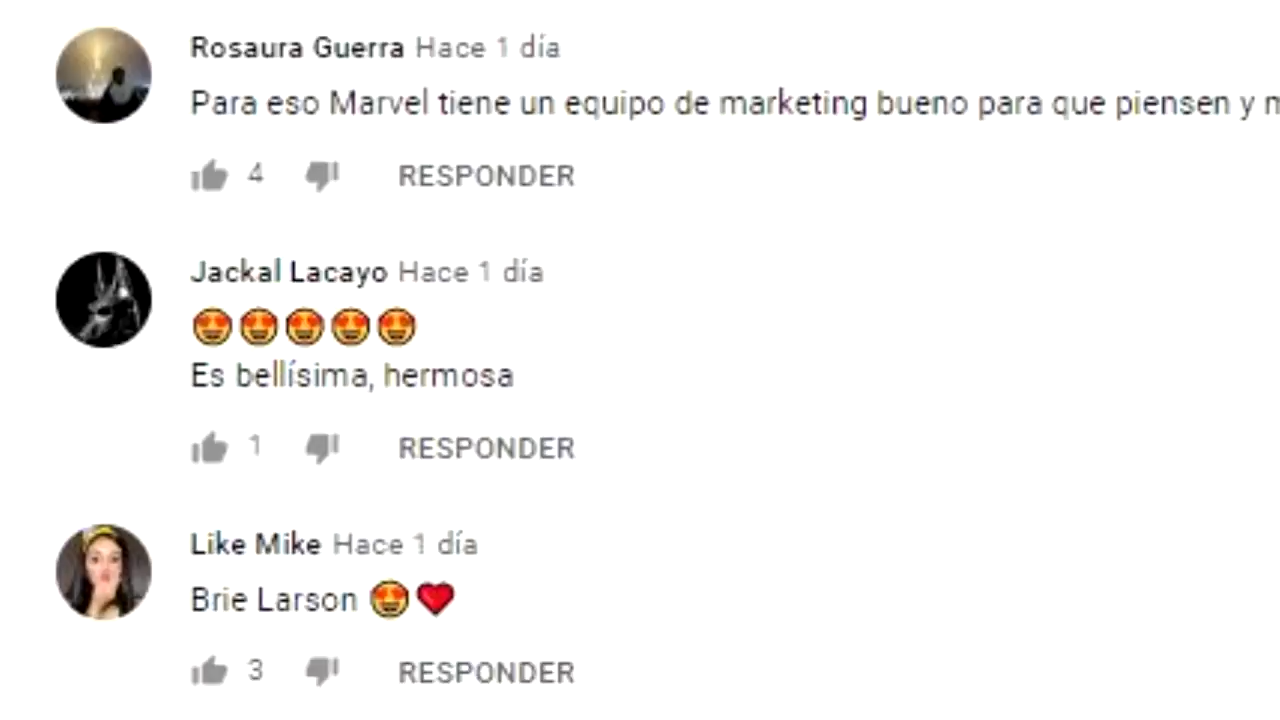 Rosaura Guerra Hace 1 día
Para eso Marvel tiene un equipo de marketing bueno para que piensen y
4 RESPONDER
Jackal Lacayo Hace 1 día
😍😍😍😍😍
Es bellísima, hermosa
1 RESPONDER
Like Mike Hace 1 día
Brie Larson 😍❤️
3 RESPONDER